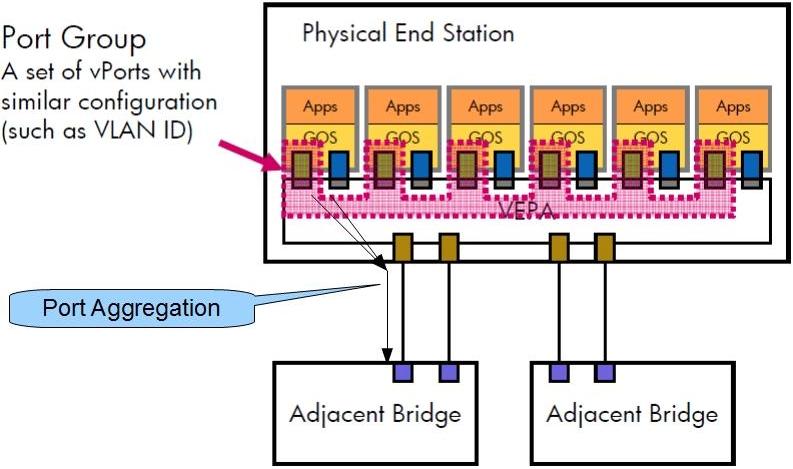 Port Group
A set of vPorts with
similar configuration
(such as VLAN ID)
Physical End Station
Apps Apps Apps Apps Apps Apps
GOS GOS GOS GOS GOS GOS
VEPA
Port Aggregation
Adjacent Bridge
Adjacent Bridge